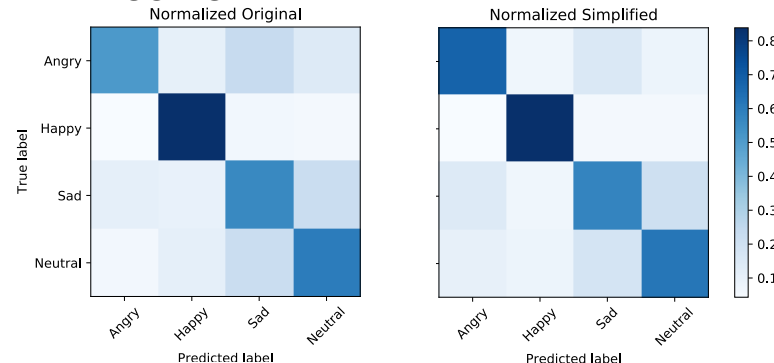 Normalized Original
Normalized Simplified
True label
Angry
Happy
Sad
Neutral
Angry
Happy
Sad
Neutral
Predicted label
Angry
Happy
Sad
Neutral
Predicted label
0.8
0.7
0.6
0.5
0.4
0.3
0.2
0.1